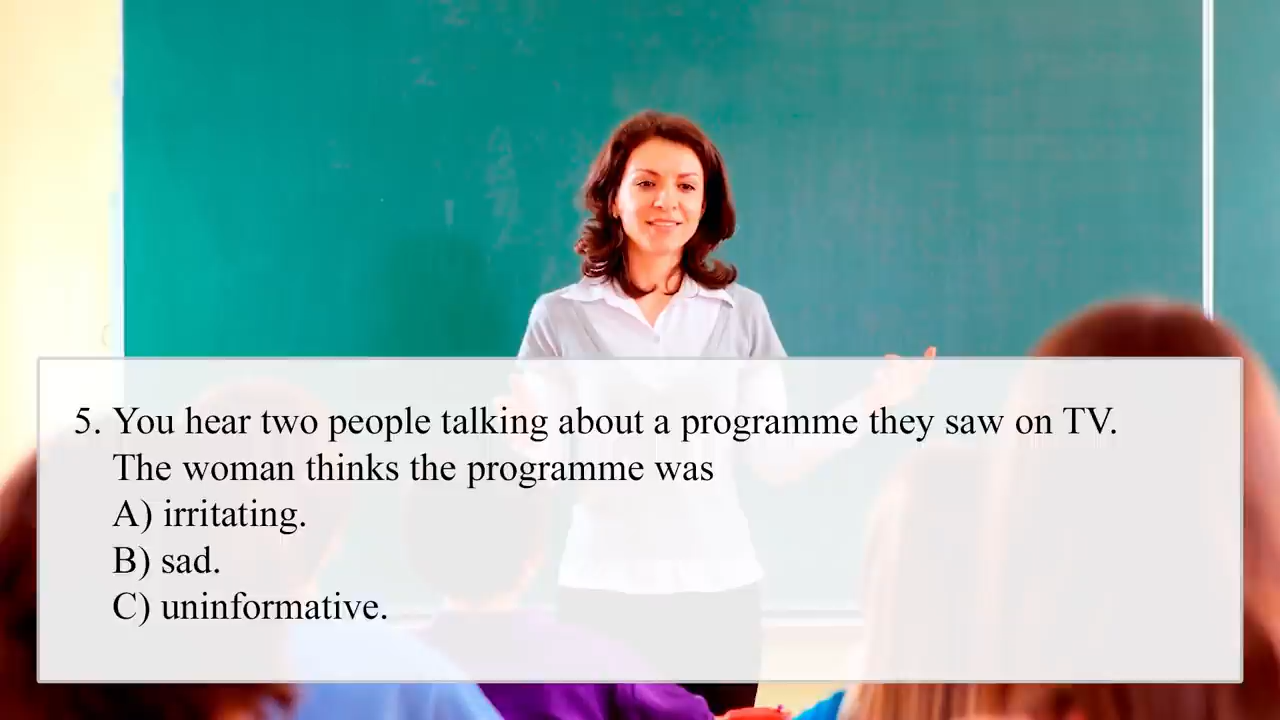 5. You hear two people talking about a programme they saw on TV.
The woman thinks the programme was
A) irritating.
B) sad.
C) uninformative.